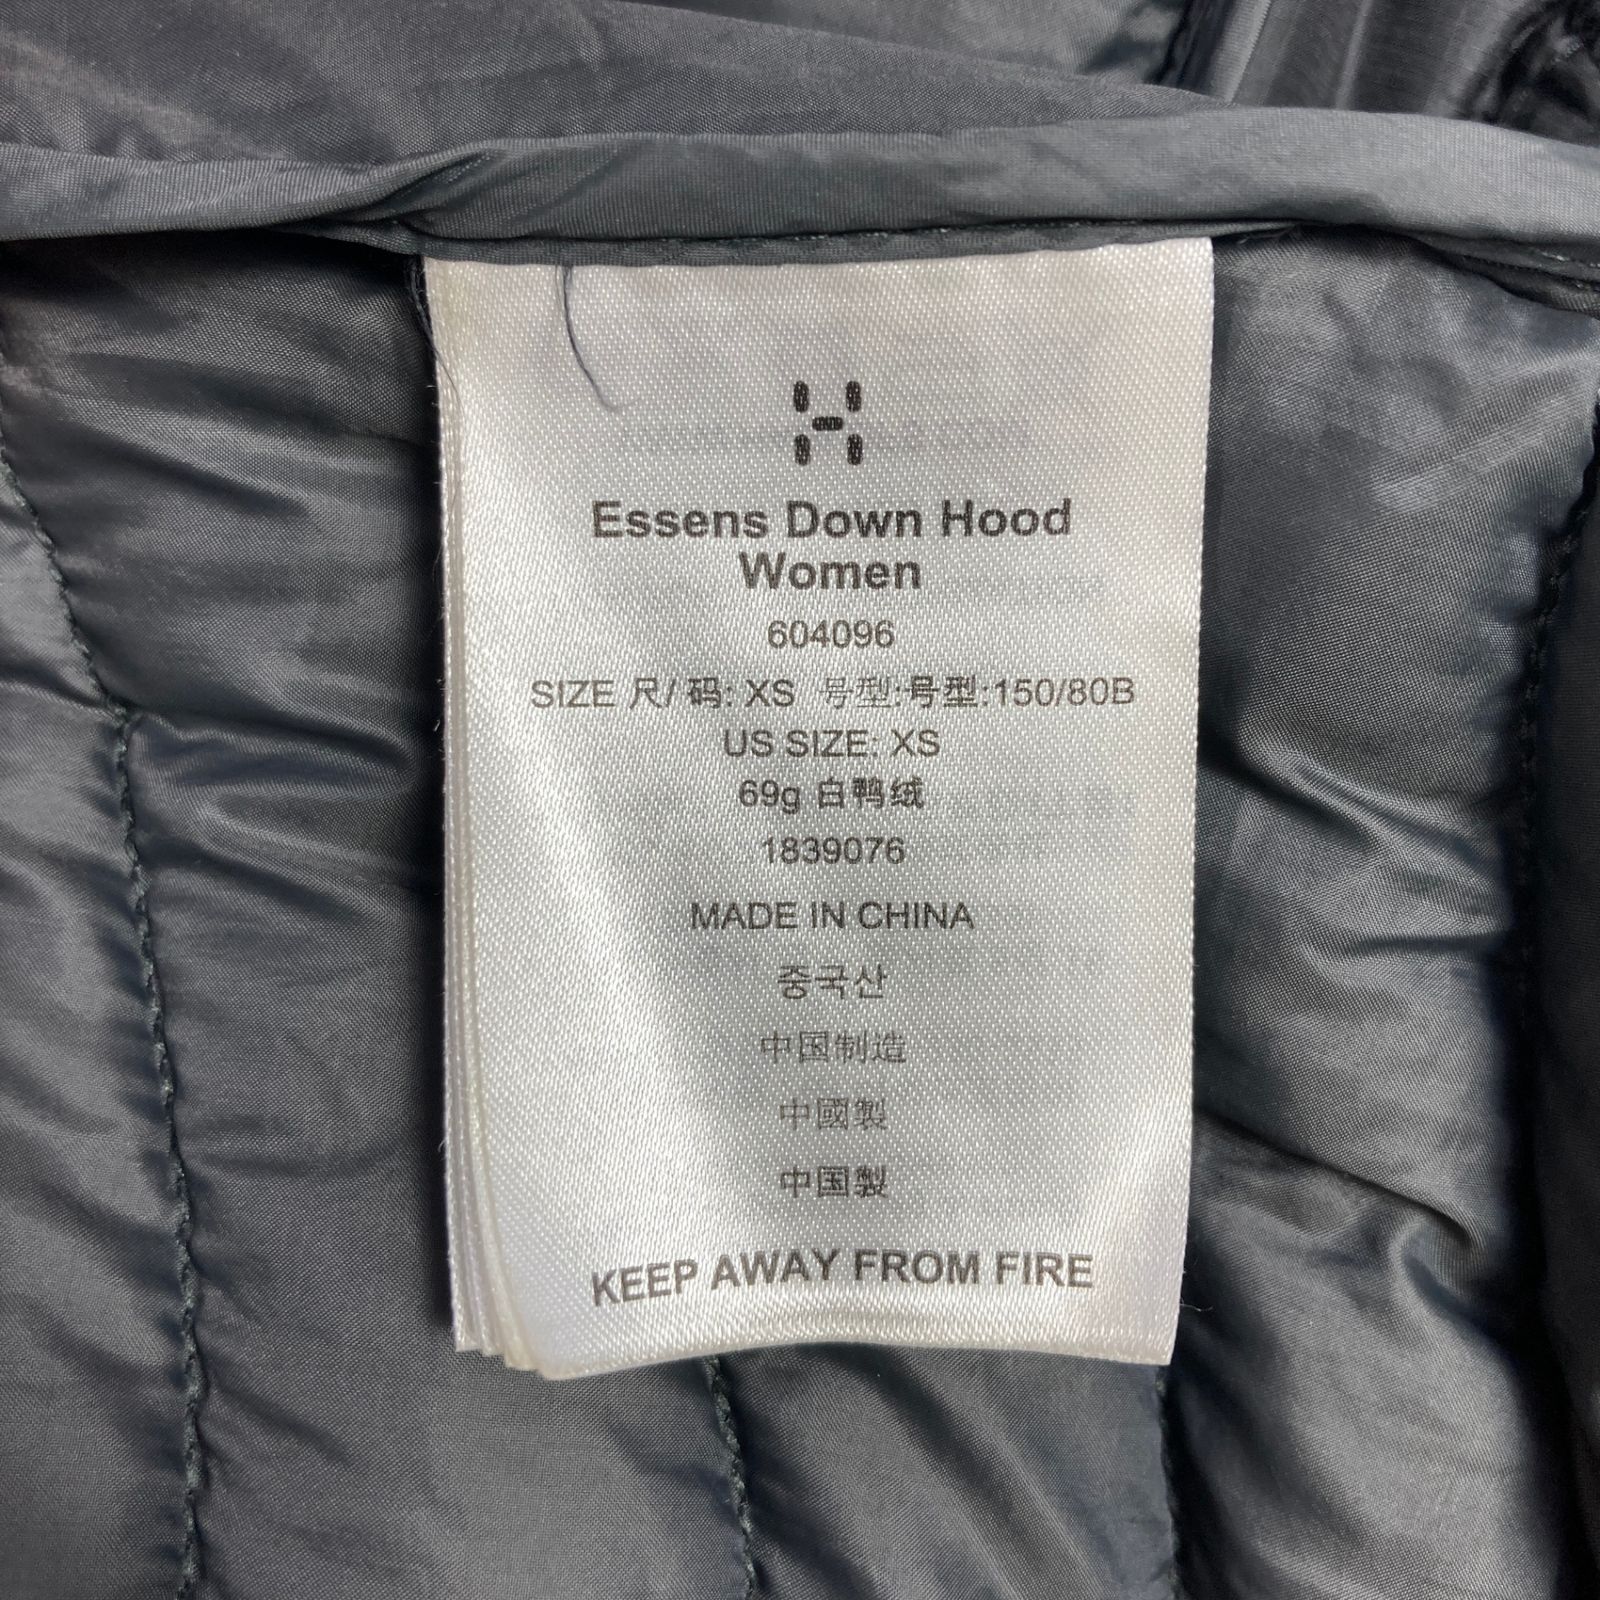 Essens Down Hood
Women
604096
SIZE 尺/ 码: XS 号型:号型:150/80B
US SIZE: XS
69g 白鸭绒
1839076
MADE IN CHINA
중국산
中国制造
中國製
中国製
KEEP AWAY FROM FIRE